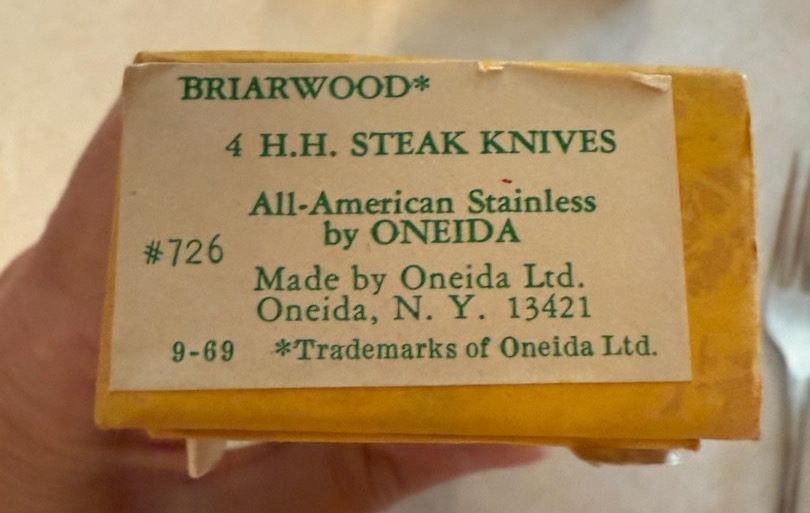 BRIARWOOD*
4 H.H. STEAK KNIVES
All-American Stainless
by ONEIDA
#726
Made by Oneida Ltd.
Oneida, N. Y. 13421
9-69 *Trademarks of Oneida Ltd.